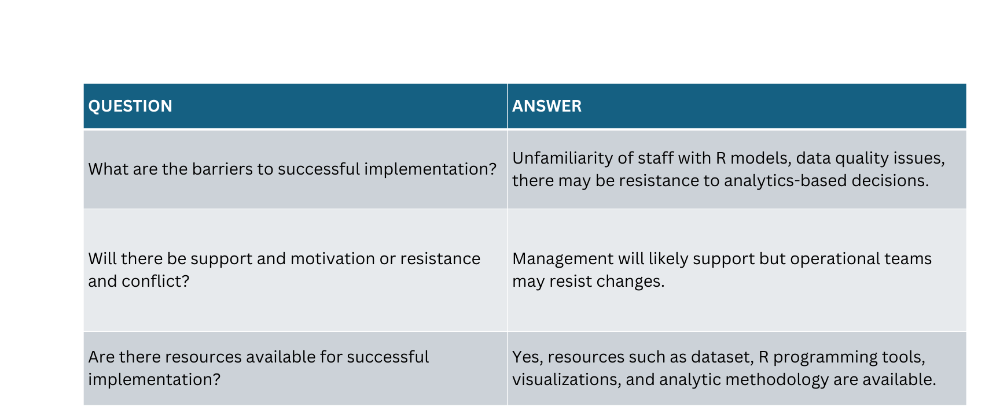 QUESTION
ANSWER
What are the barriers to successful implementation?
Unfamiliarity of staff with R models, data quality issues,
there may be resistance to analytics-based decisions.
Will there be support and motivation or resistance
and conflict?
Management will likely support but operational teams
may resist changes.
Are there resources available for successful
implementation?
Yes, resources such as dataset, R programming tools,
visualizations, and analytic methodology are available.